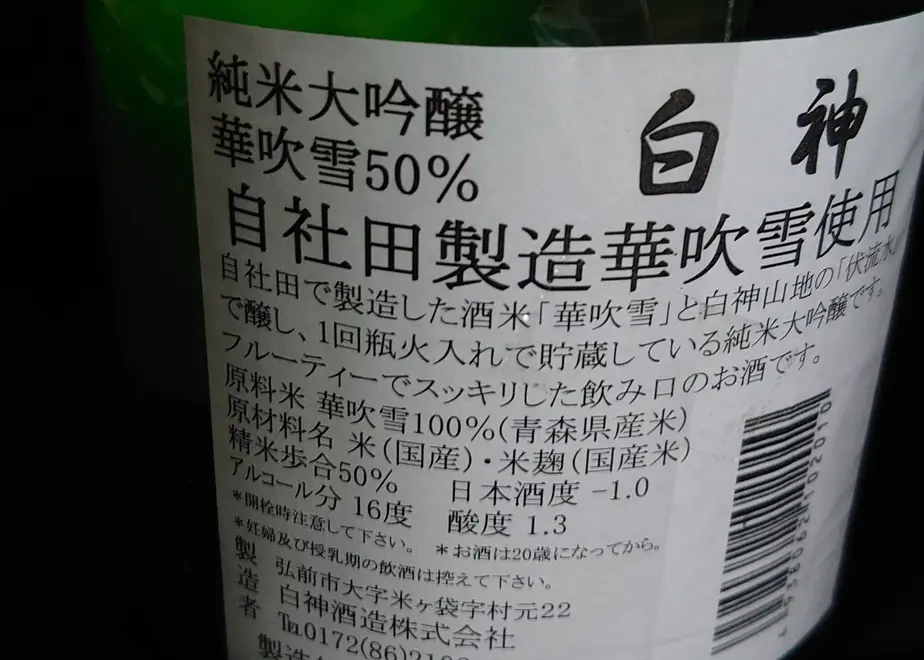 純米大吟醸
華吹雪50%
白神
自社田製造華吹雪使用
自社田で製造した酒米「華吹雪」と白神山地の「伏流水」
で醸し、1回瓶火入れで貯蔵している純米大吟醸です。
フルーティーでスッキリした飲み口のお酒です。
原料米 華吹雪100%(青森県産米)
原材料名 米(国産)・米麹(国産米)
精米歩合50% 日本酒度 -1.0
アルコール分 16度 酸度 1.3
*開栓時注意して下さい。 *お酒は20歳になってから。
*妊婦及び授乳期の飲酒は控えて下さい。
製造者
弘前市大字米ヶ袋字村元22
白神酒造株式会社
℡0172(86)2106
製造